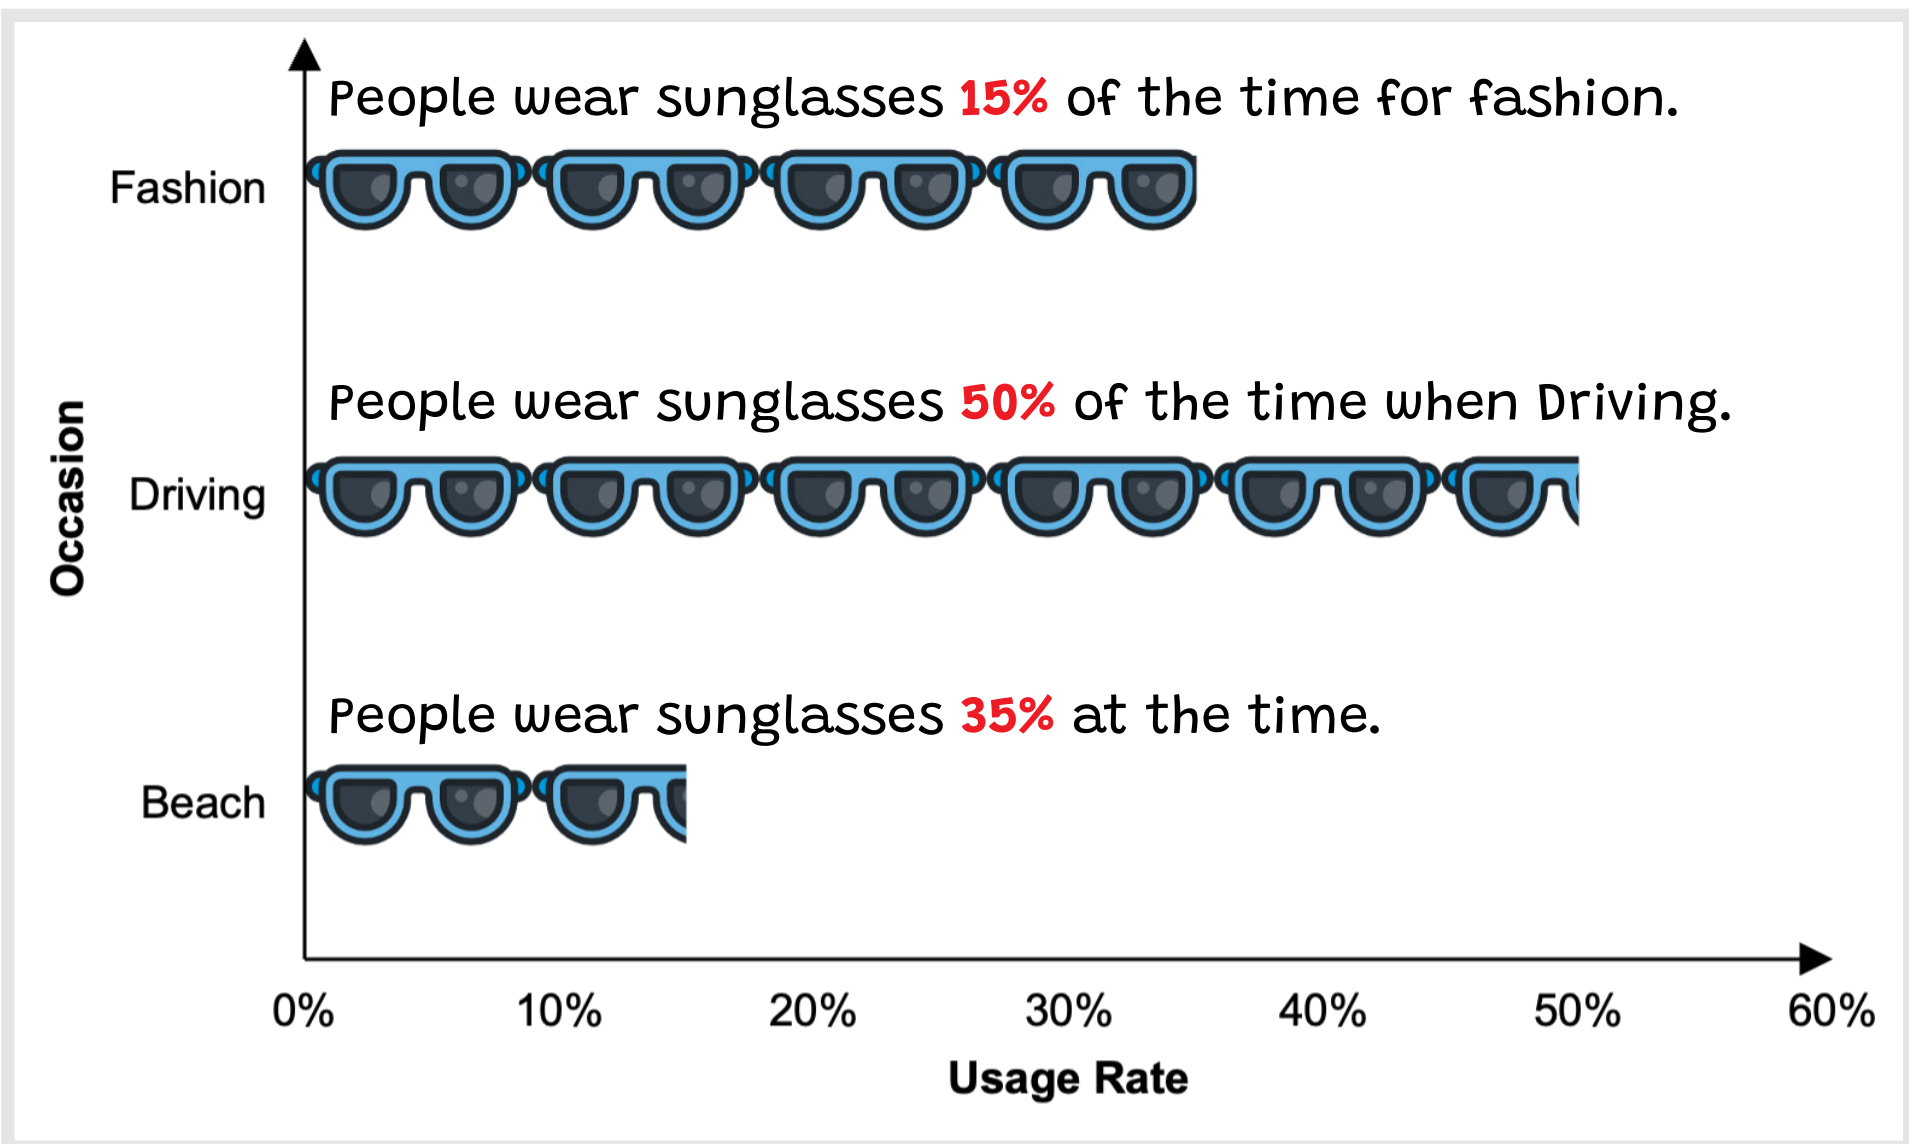 People wear sunglasses 15% of the time for fashion.
Fashion
People wear sunglasses 50% of the time when Driving.
Driving
People wear sunglasses 35% at the time.
Beach
Occasion
0% 10% 20% 30% 40% 50% 60%
Usage Rate